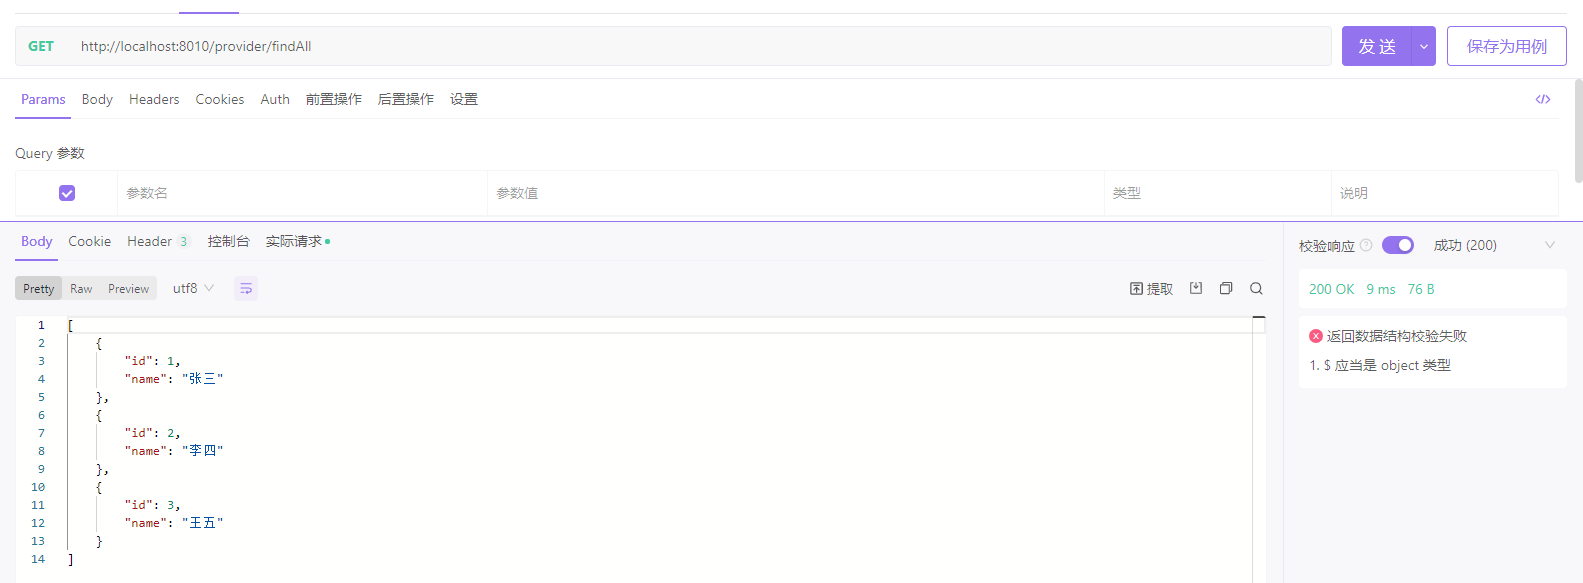 GET http://localhost:8010/provider/findAll 发 送 保存为用例
Params Body Headers Cookies Auth 前置操作 后置操作 设置 </>
Query 参数
参数名 参数值 类型 说明
Body Cookie Header 3 控制台 实际请求
校验响应 ? 成功 (200)
Pretty Raw Preview utf8 提取
200 OK 9 ms 76 B
返回数据结构校验失败
1. $ 应当是 object 类型
1 [
2 {
3 "id": 1,
4 "name": "张三"
5 },
6 {
7 "id": 2,
8 "name": "李四"
9 },
10 {
11 "id": 3,
12 "name": "王五"
13 }
14 ]